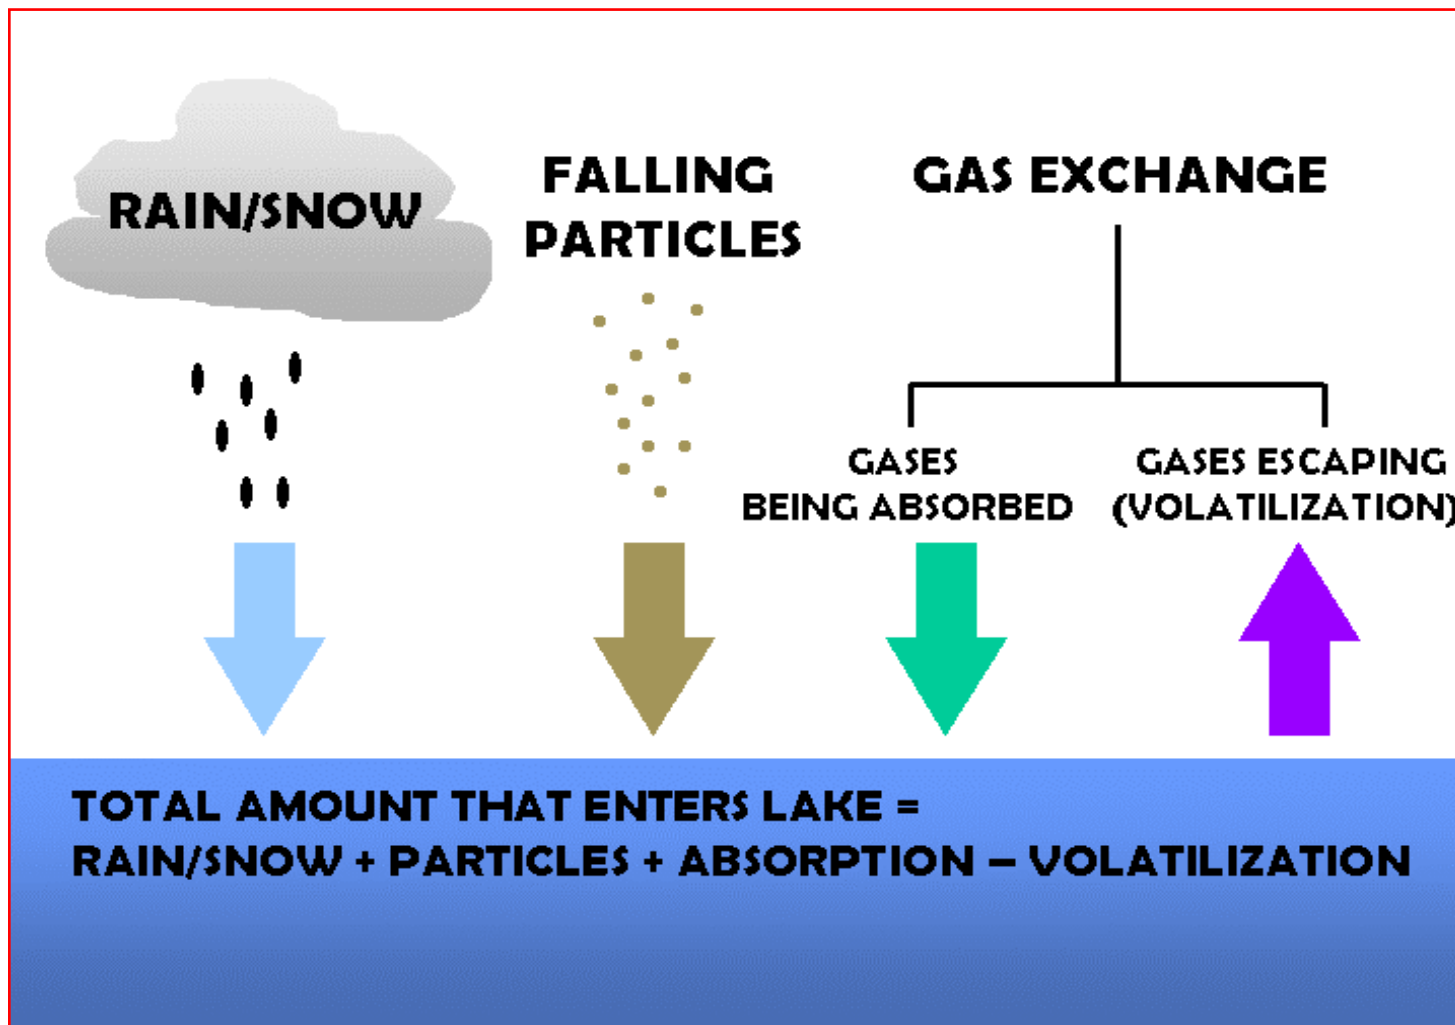 RAIN/SNOW
FALLING
PARTICLES
GAS EXCHANGE
GASES
BEING ABSORBED
GASES ESCAPING
(VOLATILIZATION)
TOTAL AMOUNT THAT ENTERS LAKE =
RAIN/SNOW + PARTICLES + ABSORPTION – VOLATILIZATION